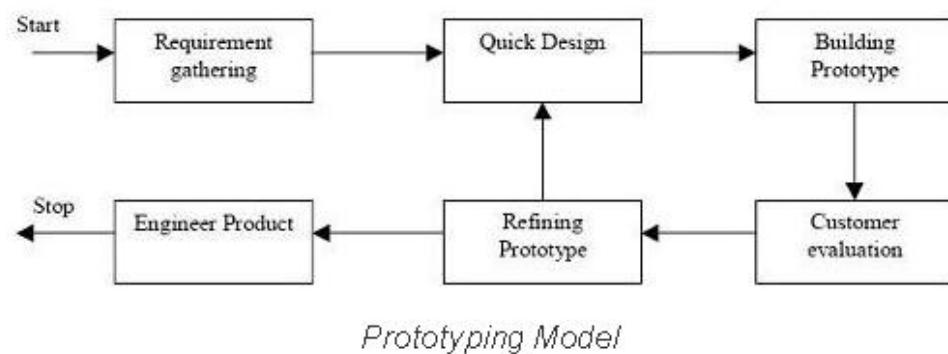 Start
Requirement
gathering
Quick Design
Building
Prototype
Stop
Engineer Product
Refining
Prototype
Customer
evaluation
Prototyping Model